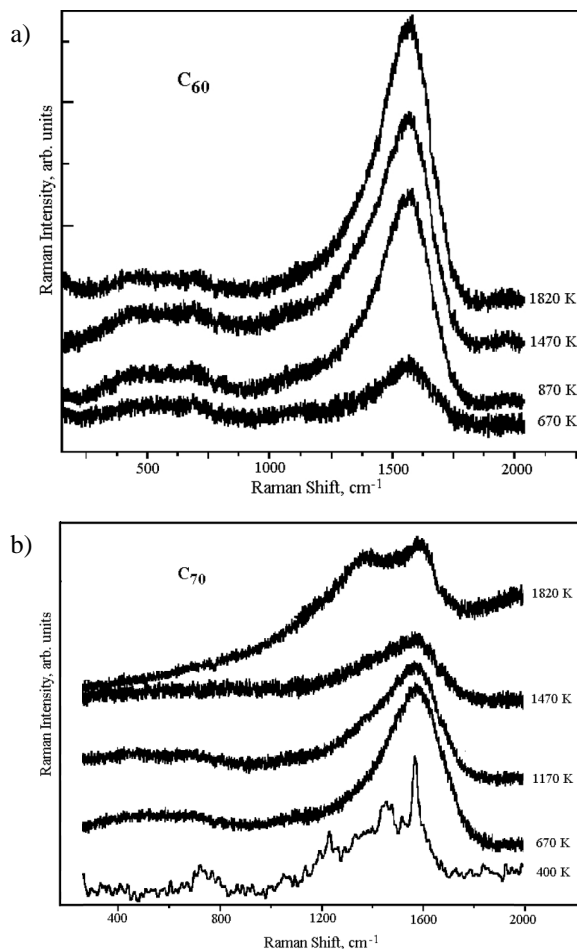 a)
C60
Raman Intensity, arb. units
1820 K
1470 K
870 K
670 K
500 1000 1500 2000
Raman Shift, cm-1
b)
C70
Raman Intensity, arb. units
1820 K
1470 K
1170 K
670 K
400 K
400 800 1200 1600 2000
Raman Shift, cm-1